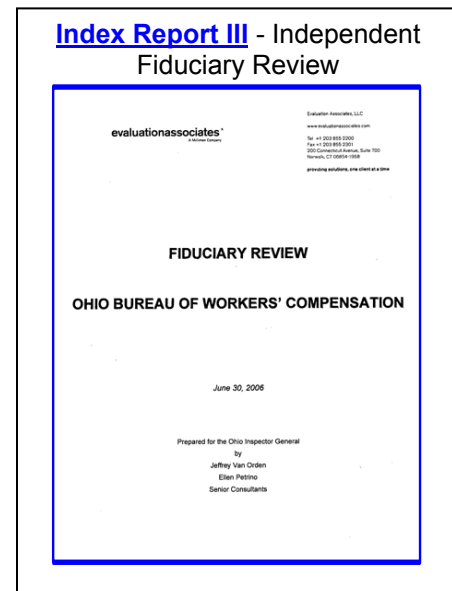 Index Report III - Independent
Fiduciary Review
evaluationassociates
A Milliman Company
Evaluation Associates, LLC
www.evaluationassociates.com
Tel +1 203 855 2200
Fax +1 203 855 2301
200 Connecticut Avenue, Suite 700
Norwalk, CT 06854-1958
providing solutions, one client at a time
FIDUCIARY REVIEW
OHIO BUREAU OF WORKERS' COMPENSATION
June 30, 2006
Prepared for the Ohio Inspector General
by
Jeffrey Van Orden
Ellen Petrino
Senior Consultants